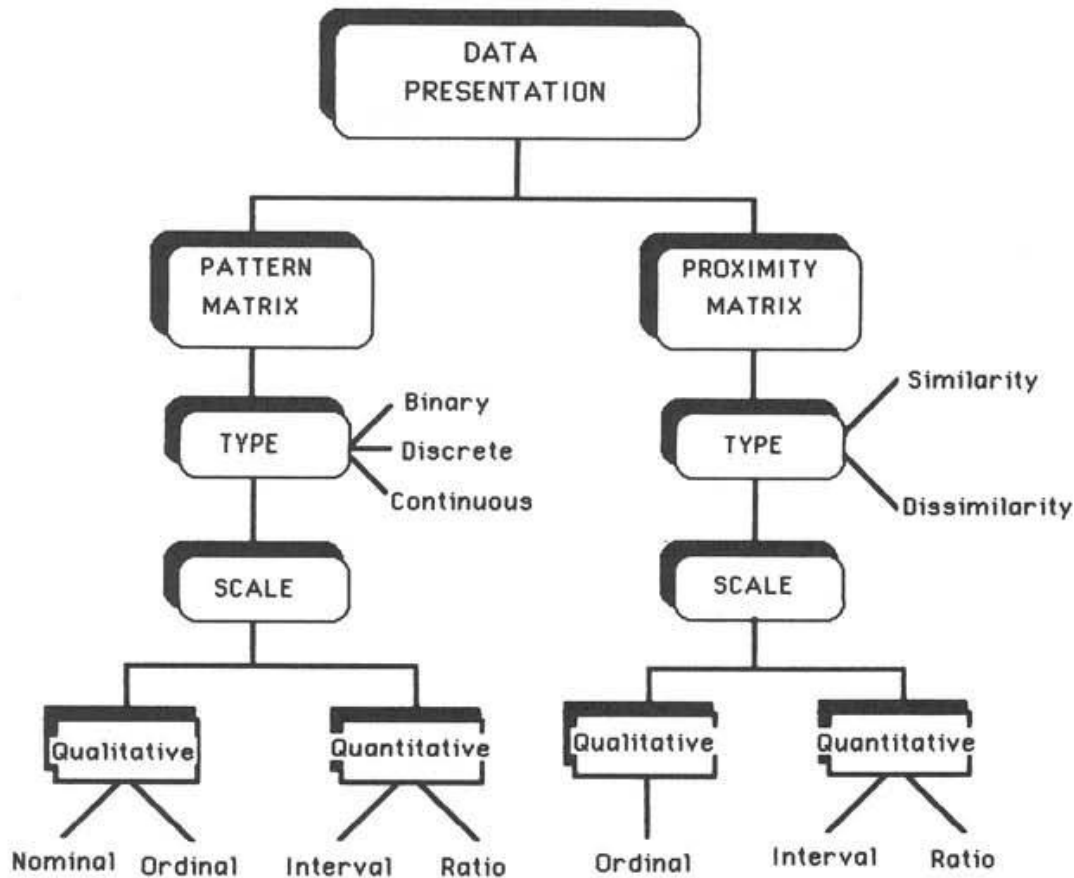 DATA
PRESENTATION
PATTERN
MATRIX
PROXIMITY
MATRIX
TYPE
Binary
Discrete
Continuous
TYPE
Similarity
Dissimilarity
SCALE
SCALE
Qualitative
Quantitative
Qualitative
Quantitative
Nominal
Ordinal
Interval
Ratio
Ordinal
Interval
Ratio